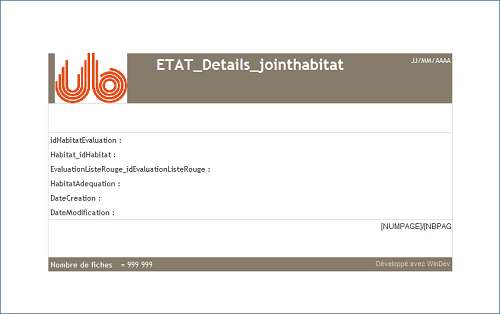 ub
ETAT_Details_jointhabitat
JJ/MM/AAAA
idHabitatEvaluation :
Habitat_idHabitat :
EvaluationListeRouge_idEvaluationListeRouge :
HabitatAdequation :
DateCreation :
DateModification :
[NUMPAGE]/[NBPAG
Nombre de fiches = 999 999
Développé avec WinDev